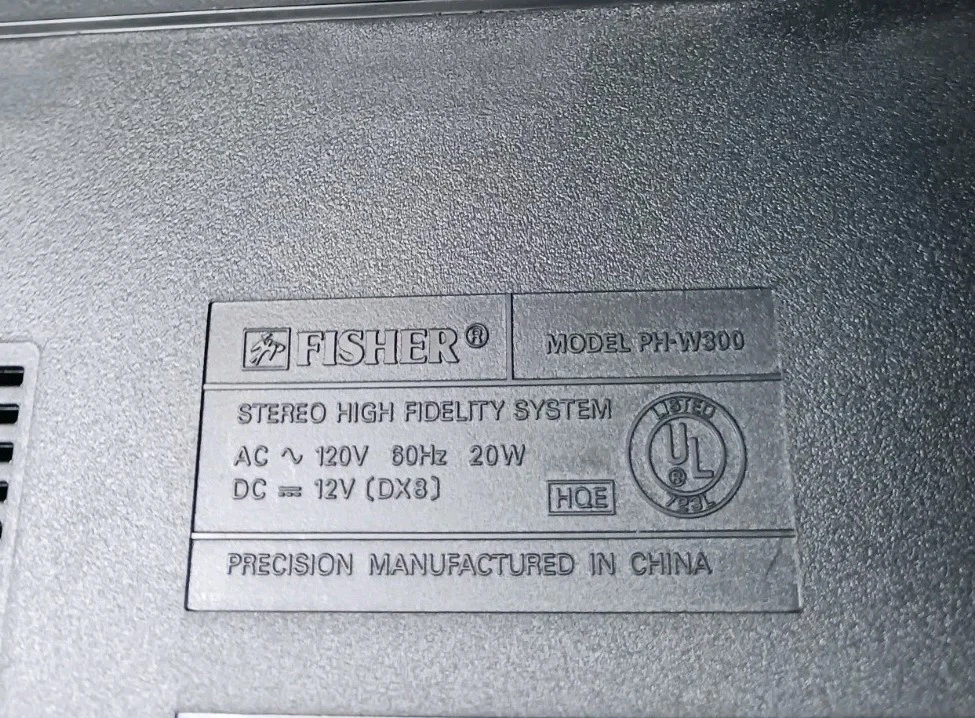 FISHER®
MODEL PH-W300
STEREO HIGH FIDELITY SYSTEM
AC ∿ 120V 60Hz 20W
DC ⎓ 12V (DX8)
HQE
LISTED
UL ®
793L
PRECISION MANUFACTURED IN CHINA